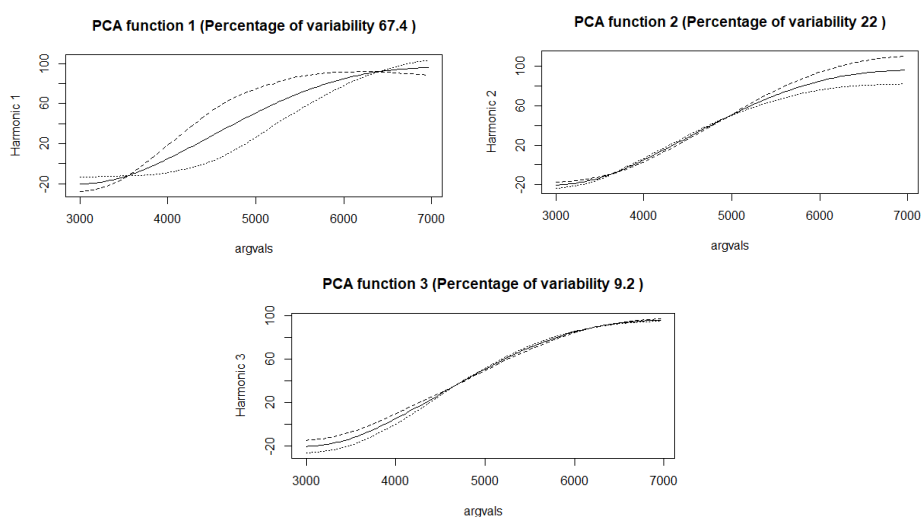 PCA function 1 (Percentage of variability 67.4 )
Harmonic 1
-20 20 60 100
3000 4000 5000 6000 7000
argvals
PCA function 2 (Percentage of variability 22 )
Harmonic 2
-20 20 60 100
3000 4000 5000 6000 7000
argvals
PCA function 3 (Percentage of variability 9.2 )
Harmonic 3
-20 20 60 100
3000 4000 5000 6000 7000
argvals